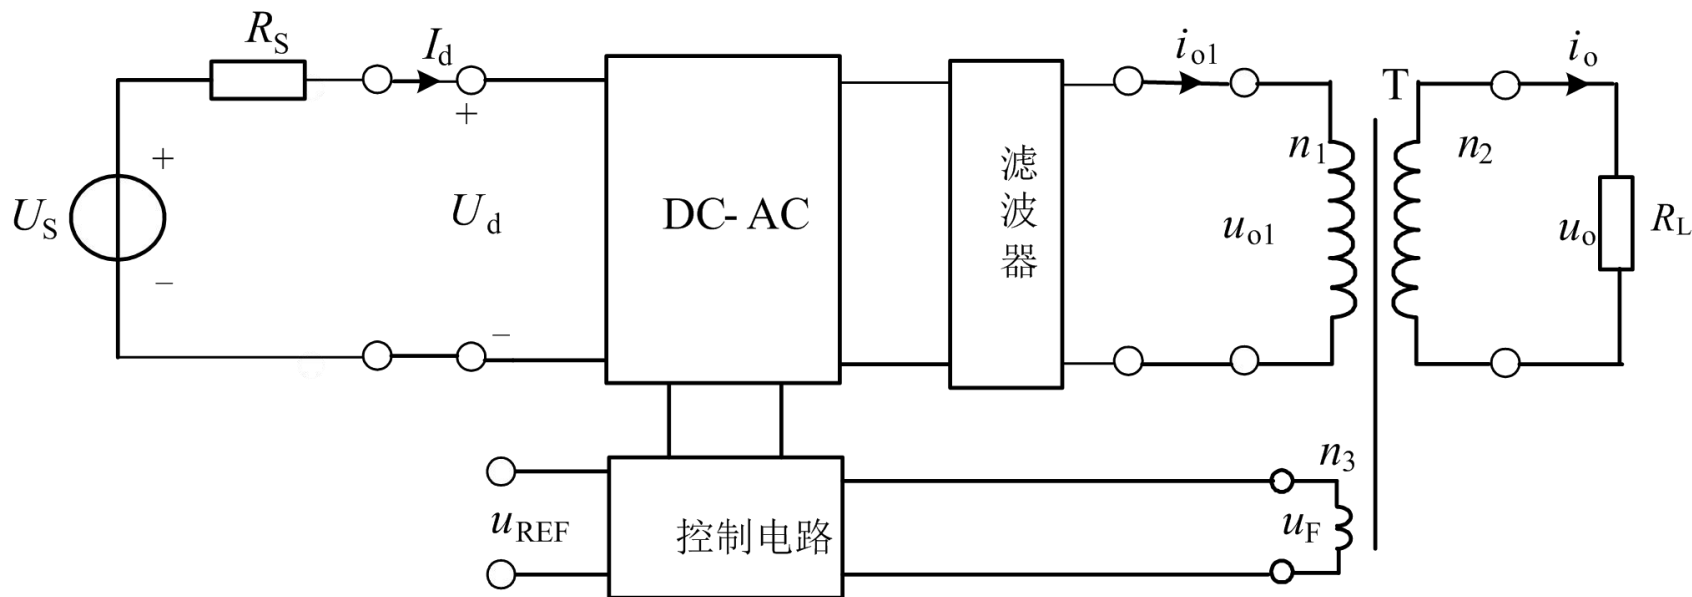 R_S
I_d
i_o1
i_o
T
+
+
n_1
n_2
滤波器
U_S
U_d
DC-AC
u_o1
u_o
R_L
−
−
n_3
u_REF
控制电路
u_F